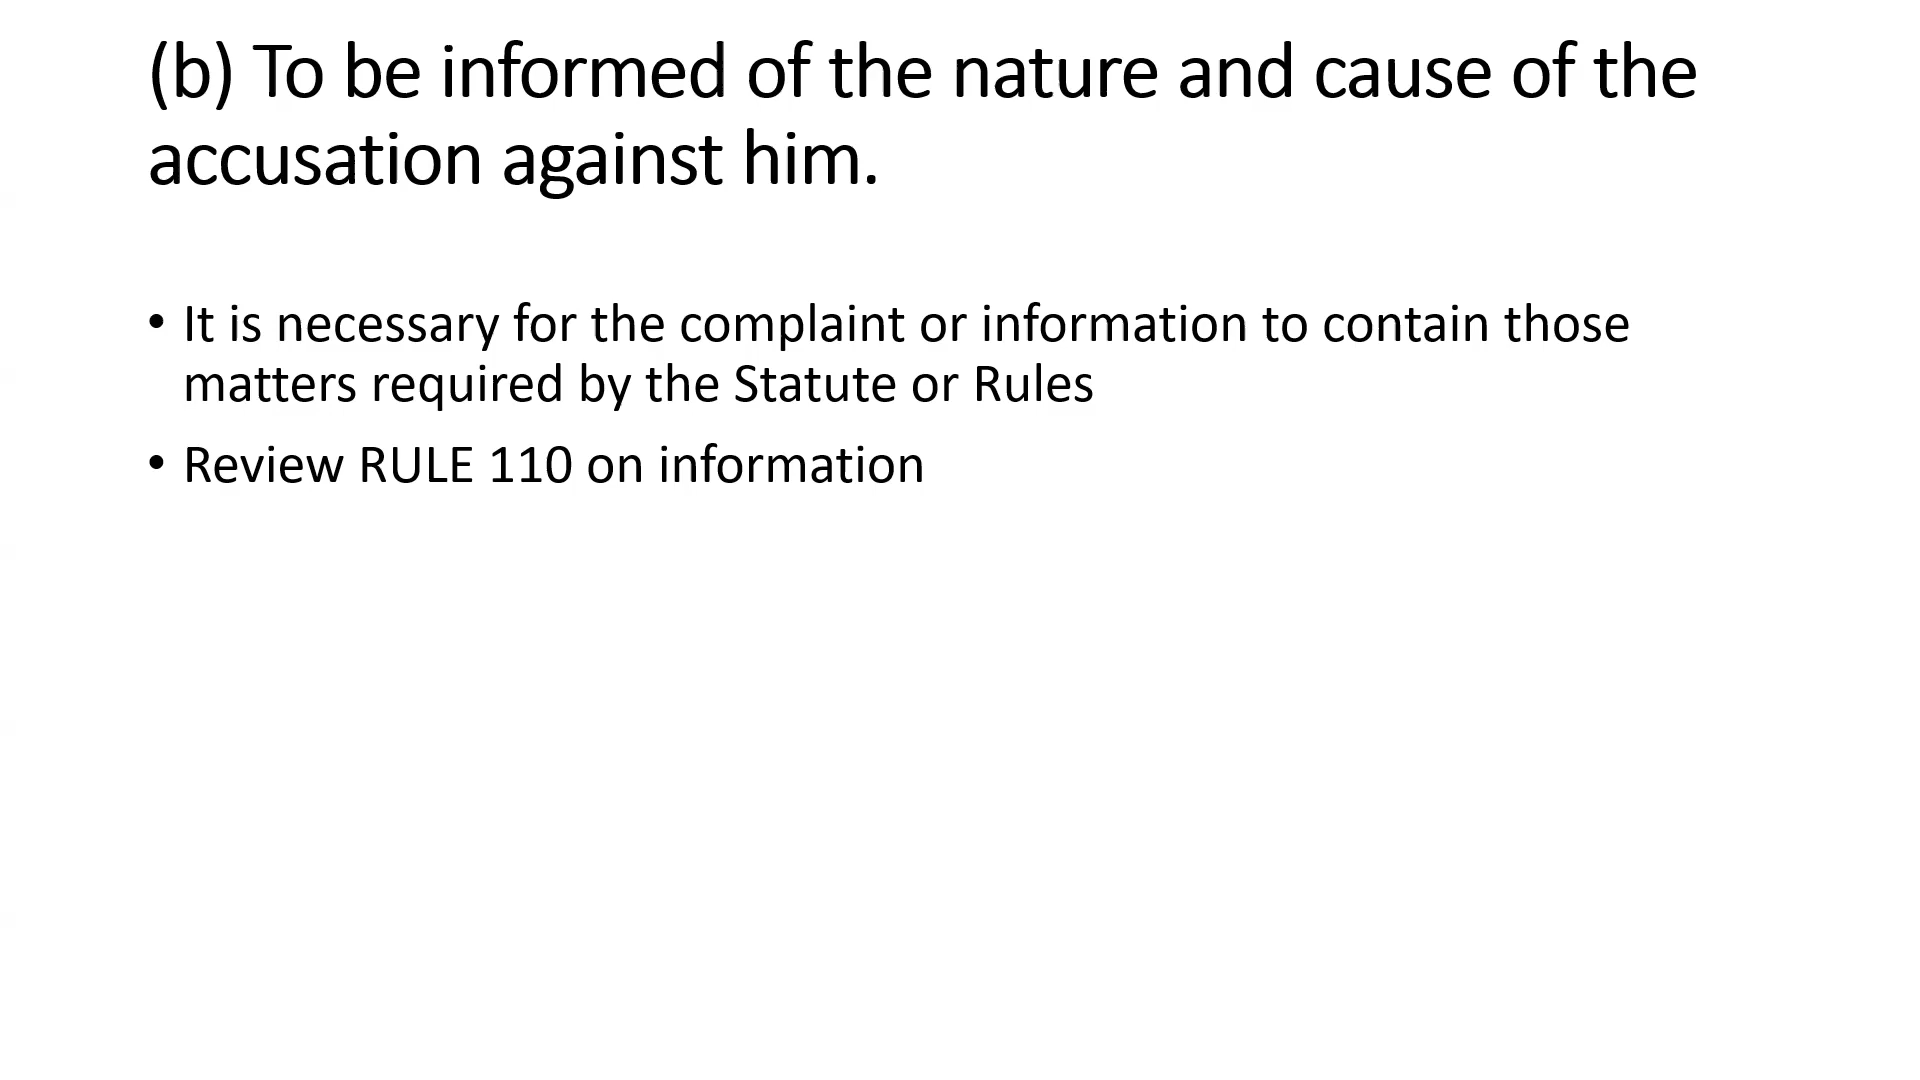 (b) To be informed of the nature and cause of the
accusation against him.
• It is necessary for the complaint or information to contain those
matters required by the Statute or Rules
• Review RULE 110 on information